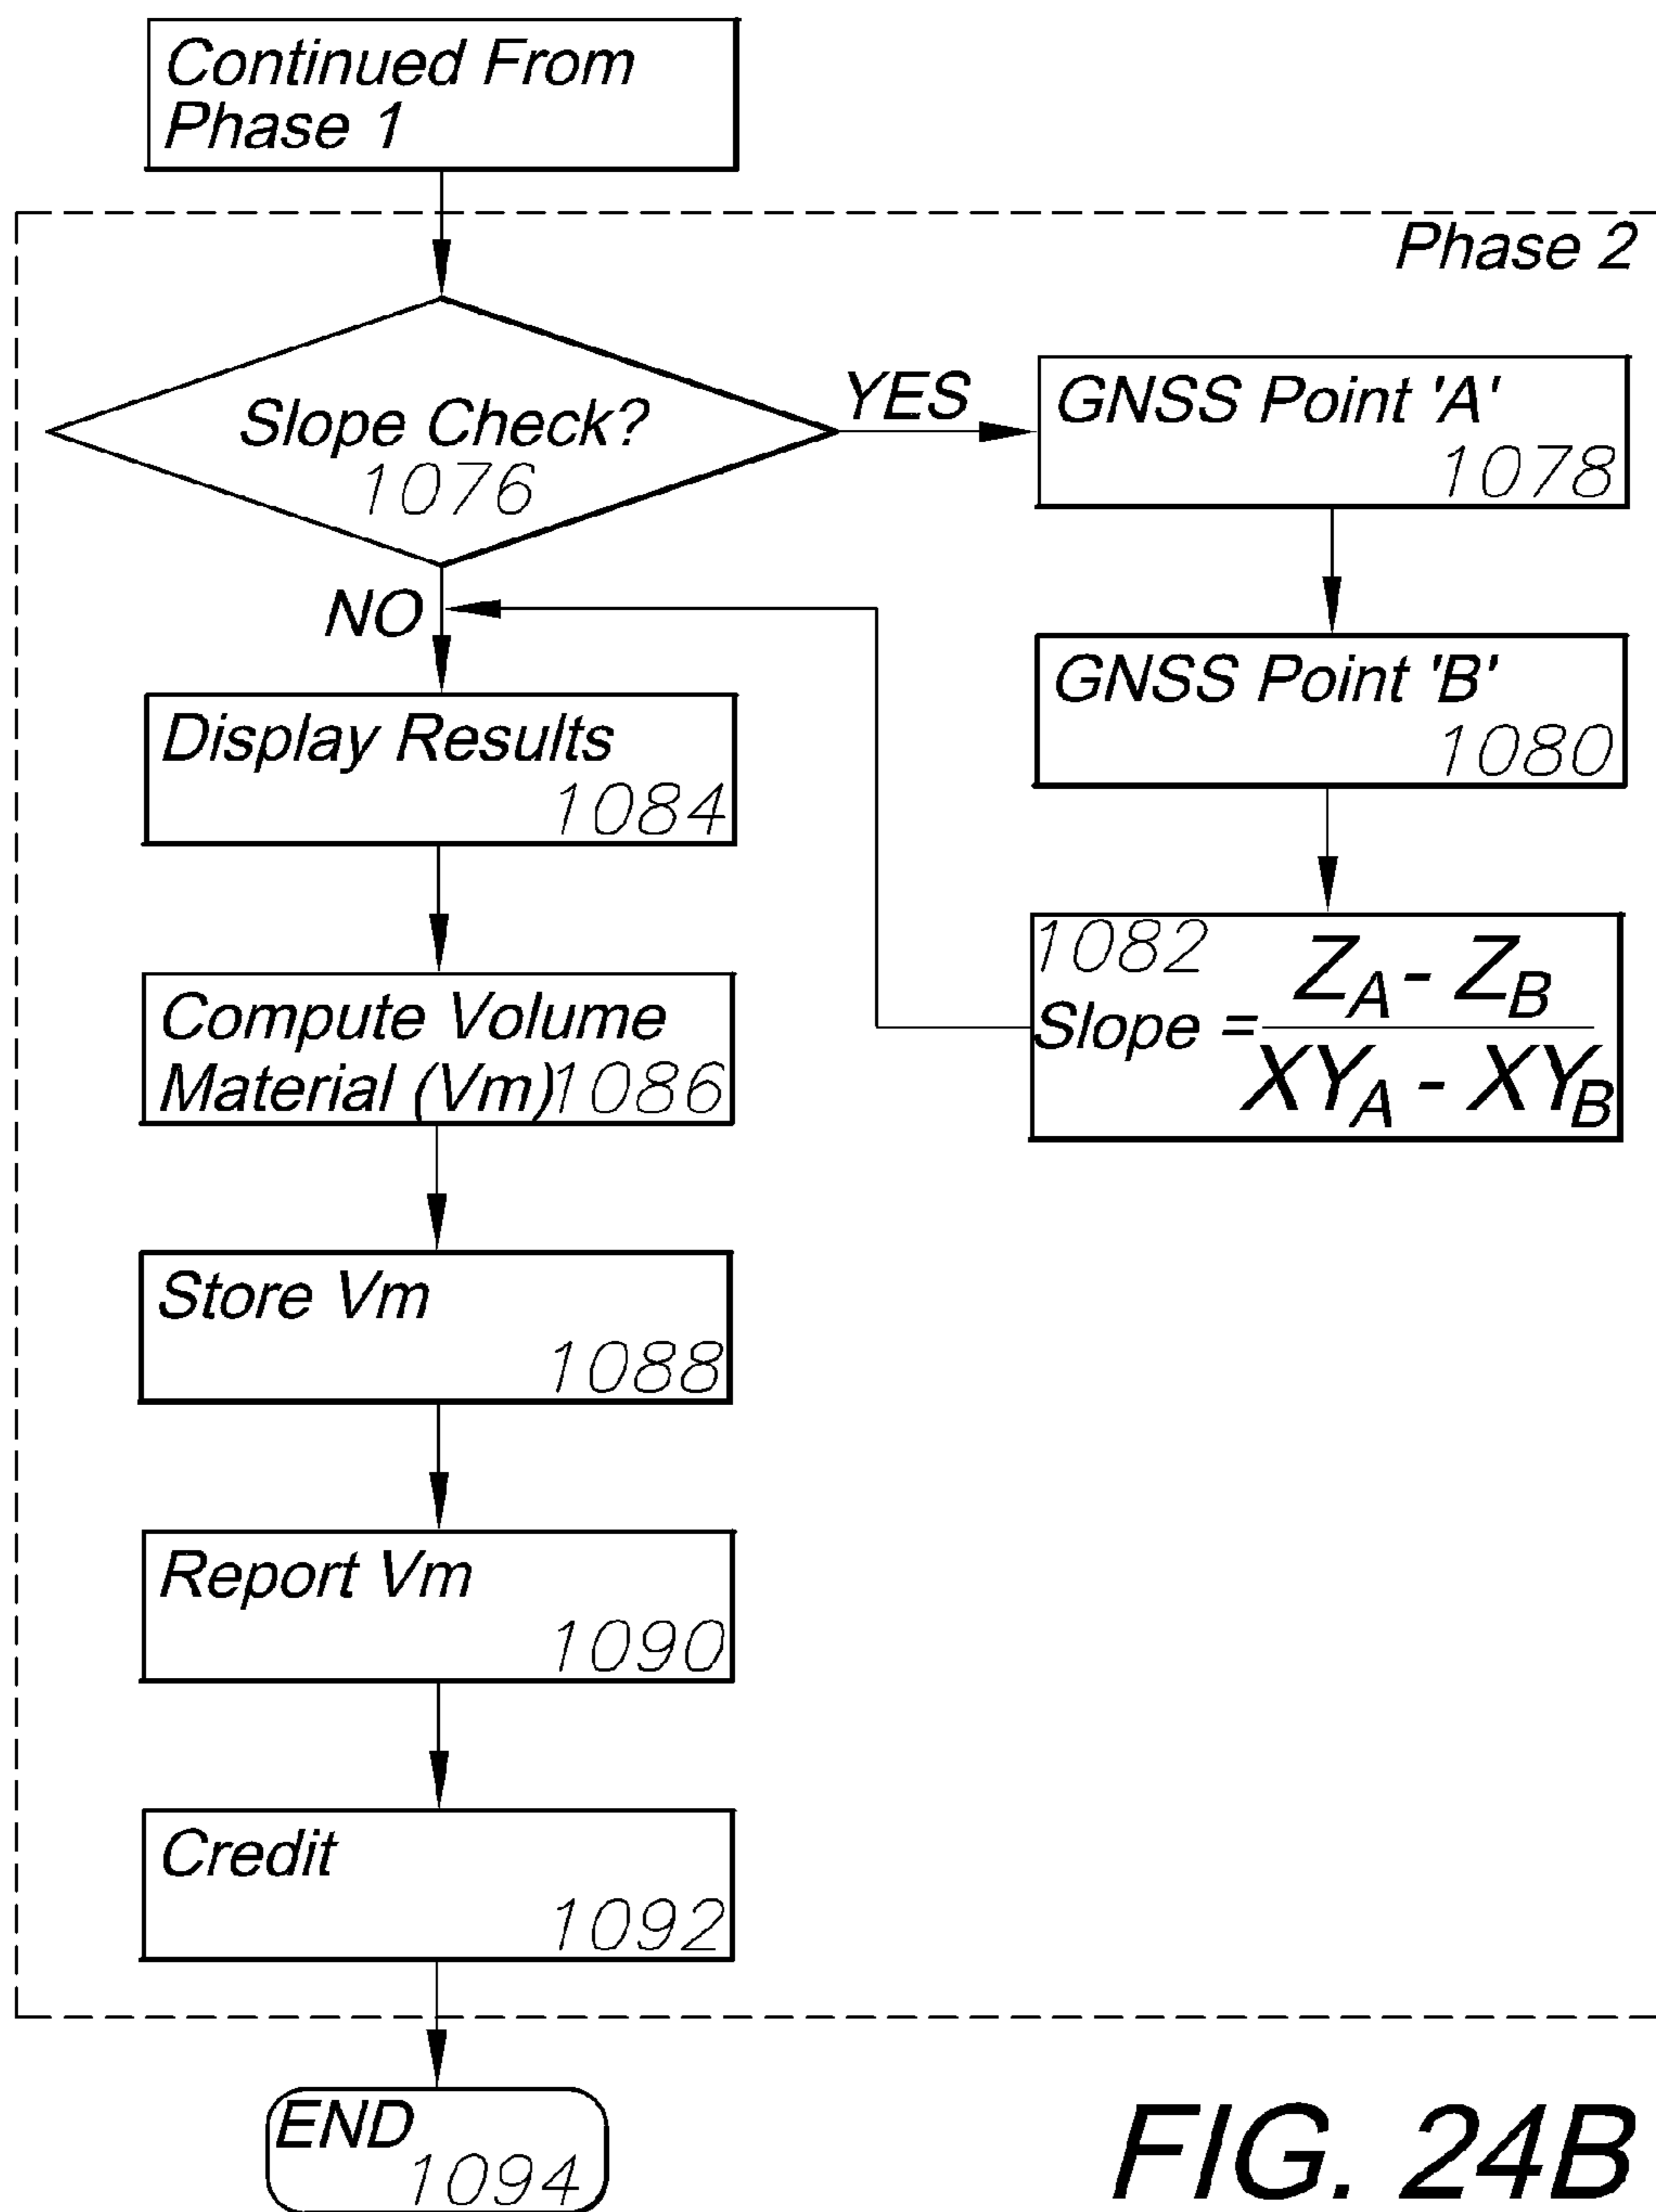 Continued From
Phase 1
Phase 2
Slope Check?
1076
YES
GNSS Point 'A'
1078
NO
GNSS Point 'B'
1080
Display Results
1084
1082
Slope = Z_A - Z_B
XY_A - XY_B
Compute Volume
Material (Vm) 1086
Store Vm
1088
Report Vm
1090
Credit
1092
END
1094
FIG. 24B